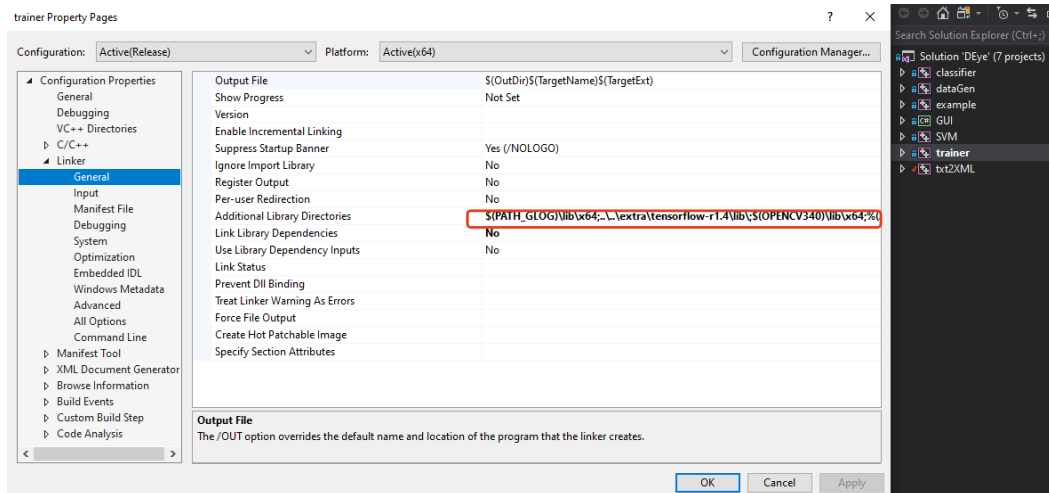 trainer Property Pages
? ×
Configuration: Active(Release) Platform: Active(x64) Configuration Manager...
Configuration Properties
General
Debugging
VC++ Directories
C/C++
Linker
General
Input
Manifest File
Debugging
System
Optimization
Embedded IDL
Windows Metadata
Advanced
All Options
Command Line
Manifest Tool
XML Document Generator
Browse Information
Build Events
Custom Build Step
Code Analysis
Output File $(OutDir)$(TargetName)$(TargetExt)
Show Progress Not Set
Version
Enable Incremental Linking
Suppress Startup Banner Yes (/NOLOGO)
Ignore Import Library No
Register Output No
Per-user Redirection No
Additional Library Directories $(PATH_GLOG)\lib\x64;..\..\extra\tensorflow-r1.4\lib\;$(OPENCV340)\lib\x64;%(
Link Library Dependencies No
Use Library Dependency Inputs No
Link Status
Prevent Dll Binding
Treat Linker Warning As Errors
Force File Output
Create Hot Patchable Image
Specify Section Attributes
Output File
The /OUT option overrides the default name and location of the program that the linker creates.
OK Cancel Apply
Search Solution Explorer (Ctrl+;)
Solution 'DEye' (7 projects)
classifier
dataGen
example
C# GUI
SVM
trainer
txt2XML